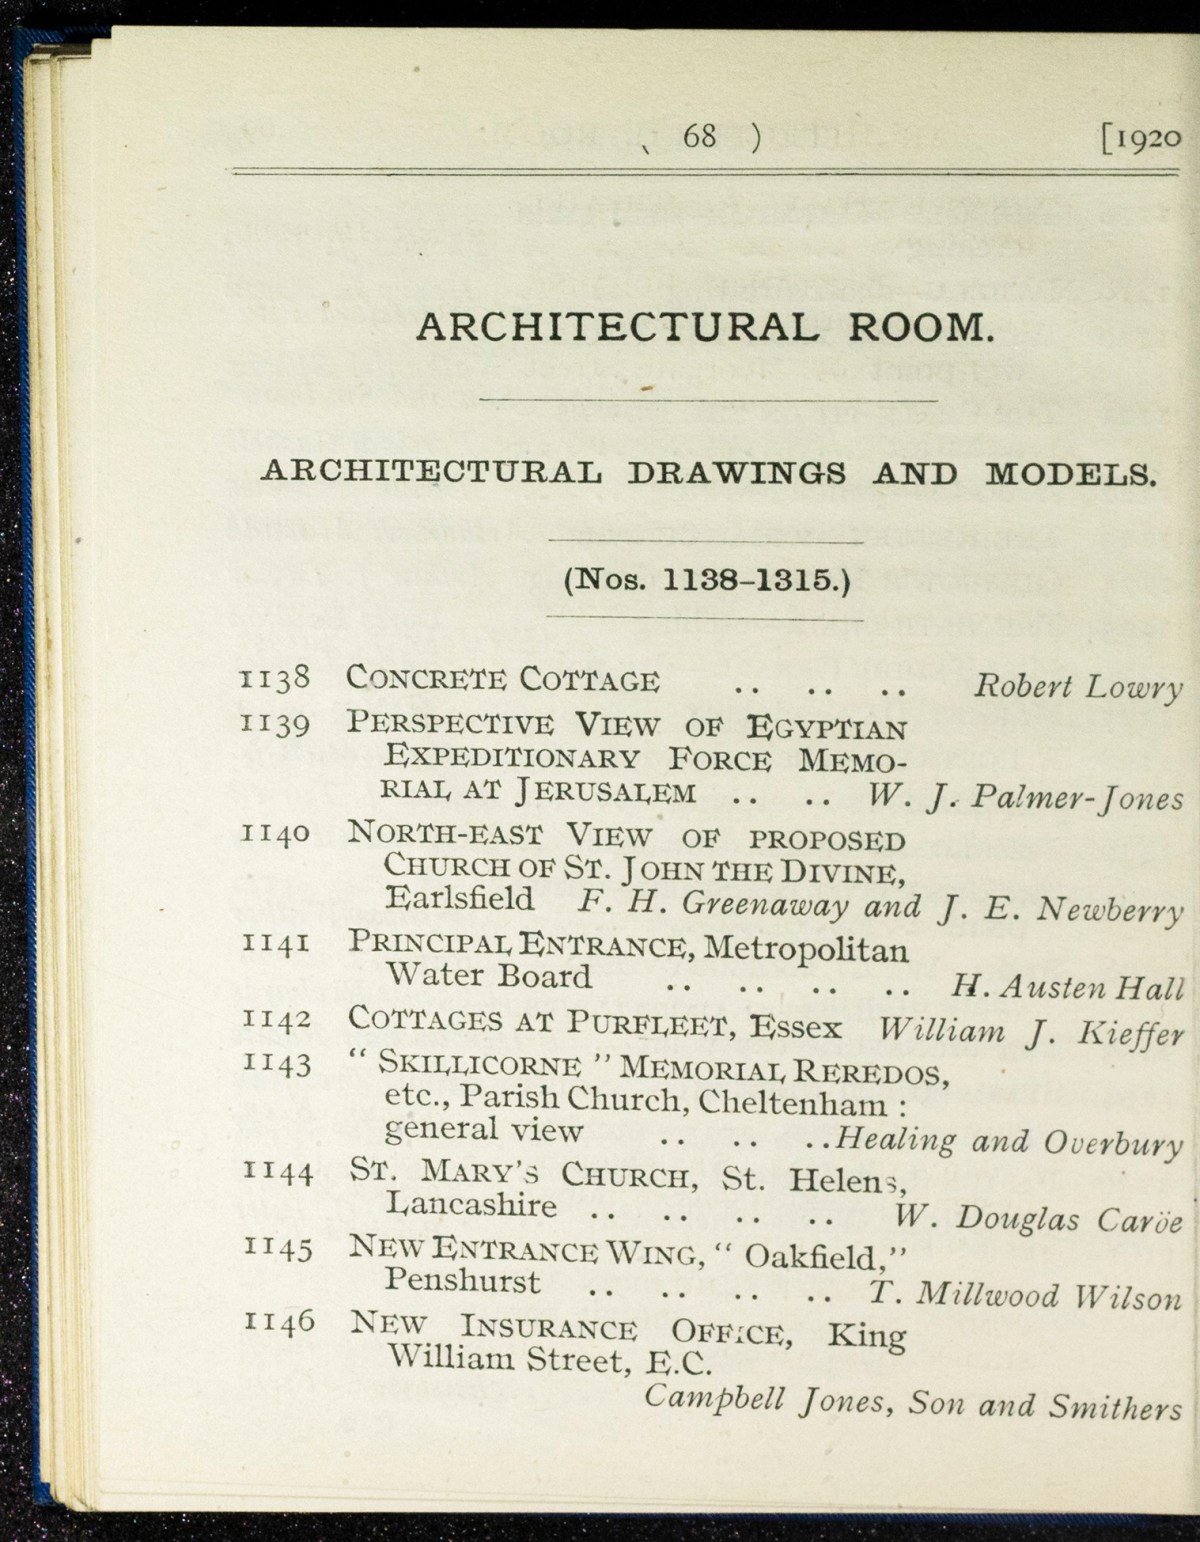 ( 68 ) [1920
ARCHITECTURAL ROOM.
ARCHITECTURAL DRAWINGS AND MODELS.
(Nos. 1138–1315.)
1138 CONCRETE COTTAGE .. .. .. Robert Lowry
1139 PERSPECTIVE VIEW OF EGYPTIAN
EXPEDITIONARY FORCE MEMO-
RIAL AT JERUSALEM .. .. W. J. Palmer-Jones
1140 NORTH-EAST VIEW OF PROPOSED
CHURCH OF ST. JOHN THE DIVINE,
Earlsfield F. H. Greenaway and J. E. Newberry
1141 PRINCIPAL ENTRANCE, Metropolitan
Water Board .. .. .. .. H. Austen Hall
1142 COTTAGES AT PURFLEET, Essex William J. Kieffer
1143 “ SKILLICORNE ” MEMORIAL REREDOS,
etc., Parish Church, Cheltenham :
general view .. .. ..Healing and Overbury
1144 ST. MARY’S CHURCH, St. Helens,
Lancashire .. .. .. .. W. Douglas Caröe
1145 NEW ENTRANCE WING, “ Oakfield,”
Penshurst .. .. .. .. T. Millwood Wilson
1146 NEW INSURANCE OFFICE, King
William Street, E.C.
Campbell Jones, Son and Smithers